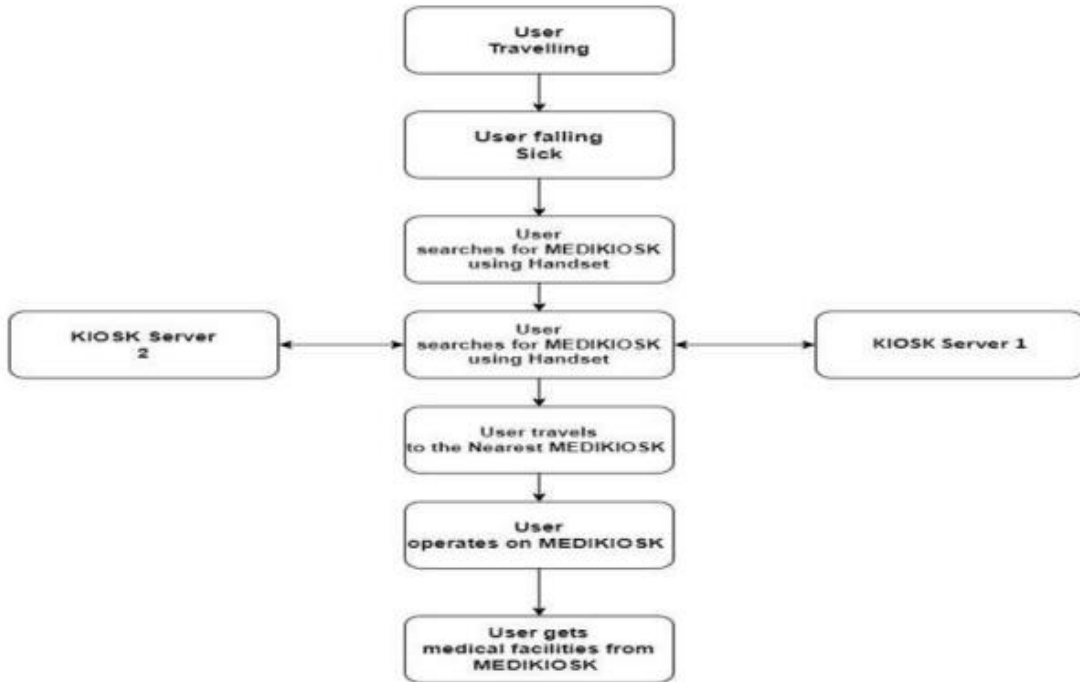 User
Travelling
User falling
Sick
User
searches for MEDIKIOSK
using Handset
KIOSK Server
2
User
searches for MEDIKIOSK
using Handset
KIOSK Server 1
User travels
to the Nearest MEDIKIOSK
User
operates on MEDIKIOSK
User gets
medical facilities from
MEDIKIOSK